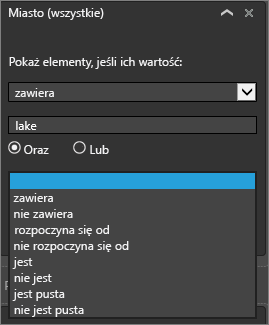 Miasto (wszystkie)
Pokaż elementy, jeśli ich wartość:
zawiera
lake
Oraz Lub
zawiera
nie zawiera
rozpoczyna się od
nie rozpoczyna się od
jest
nie jest
jest pusta
nie jest pusta